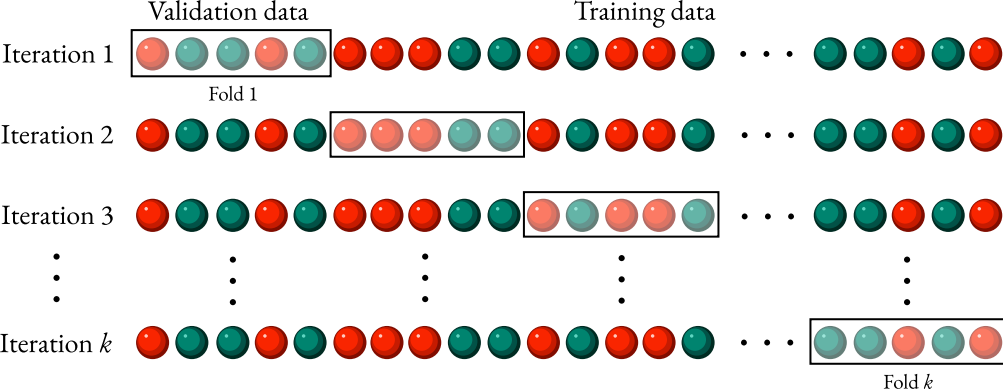 Validation data
Training data
Iteration 1
Fold 1
Iteration 2
Iteration 3
Iteration k
Fold k